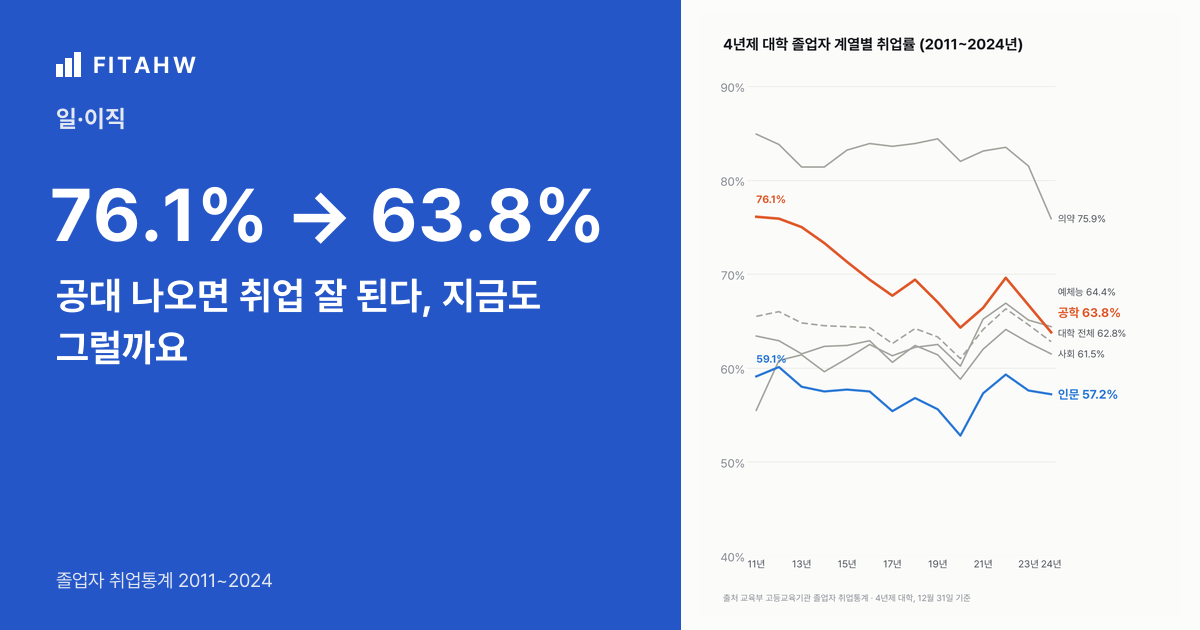 FITAHW
일·이직
76.1% → 63.8%
공대 나오면 취업 잘 된다, 지금도
그럴까요
졸업자 취업통계 2011~2024
4년제 대학 졸업자 계열별 취업률 (2011~2024년)
90%
80%
70%
60%
50%
40%
76.1%
59.1%
의약 75.9%
예체능 64.4%
공학 63.8%
대학 전체 62.8%
사회 61.5%
인문 57.2%
11년 13년 15년 17년 19년 21년 23년 24년
출처 교육부 고등교육기관 졸업자 취업통계 · 4년제 대학, 12월 31일 기준